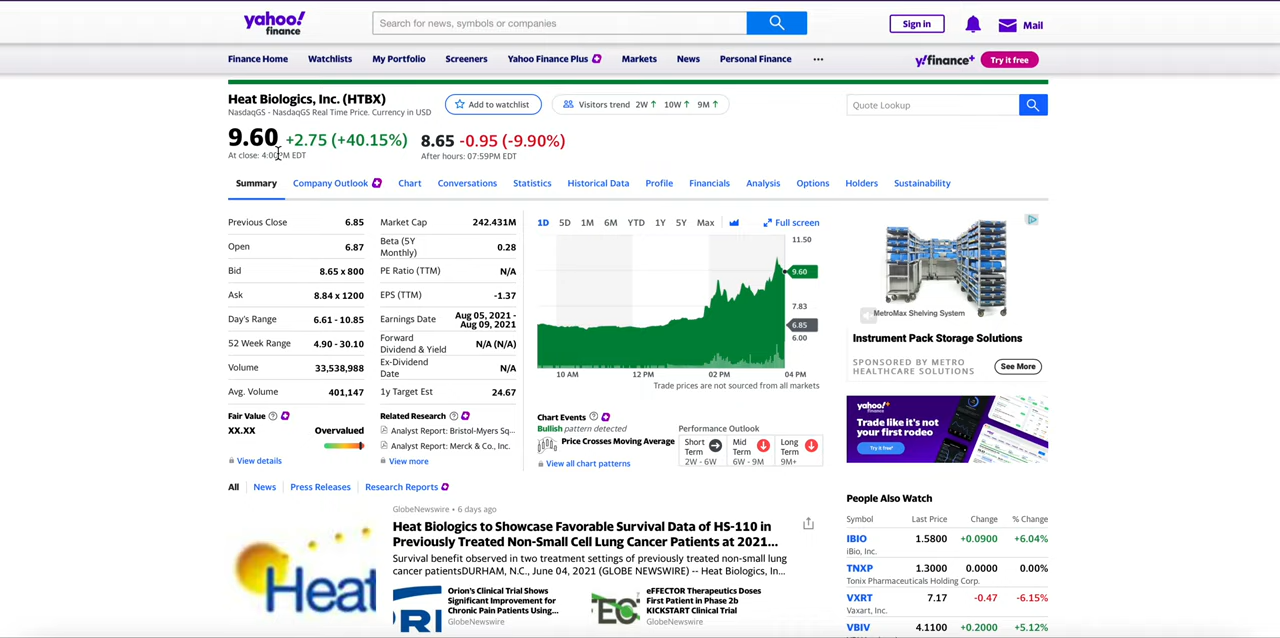 yahoo!
finance
Search for news, symbols or companies
Sign in
Mail
Finance Home
Watchlists
My Portfolio
Screeners
Yahoo Finance Plus
Markets
News
Personal Finance
...
y!finance+
Try it free
Heat Biologics, Inc. (HTBX)
NasdaqGS - NasdaqGS Real Time Price. Currency in USD
Add to watchlist
Visitors trend 2W↑ 10W↑ 9M↑
Quote Lookup
9.60 +2.75 (+40.15%)
At close: 4:00PM EDT
8.65 -0.95 (-9.90%)
After hours: 07:59PM EDT
Summary
Company Outlook
Chart
Conversations
Statistics
Historical Data
Profile
Financials
Analysis
Options
Holders
Sustainability
Previous Close 6.85
Open 6.87
Bid 8.65 x 800
Ask 8.84 x 1200
Day's Range 6.61 - 10.85
52 Week Range 4.90 - 30.10
Volume 33,538,988
Avg. Volume 401,147
Market Cap 242.431M
Beta (5Y
Monthly) 0.28
PE Ratio (TTM) N/A
EPS (TTM) -1.37
Earnings Date Aug 05, 2021 -
Aug 09, 2021
Forward
Dividend & Yield N/A (N/A)
Ex-Dividend
Date N/A
1y Target Est 24.67
Fair Value
XX.XX Overvalued
View details
Related Research
Analyst Report: Bristol-Myers Sq...
Analyst Report: Merck & Co., Inc.
View more
1D 5D 1M 6M YTD 1Y 5Y Max
Full screen
11.50
9.60
7.83
6.85
6.00
10 AM 12 PM 02 PM 04 PM
Trade prices are not sourced from all markets
Chart Events
Bullish pattern detected
Price Crosses Moving Average
View all chart patterns
Performance Outlook
Short
Term
2W - 6W
Mid
Term
6W - 9M
Long
Term
9M+
MetroMax Shelving System
Instrument Pack Storage Solutions
SPONSORED BY METRO
HEALTHCARE SOLUTIONS
See More
yahoo!
finance
Trade like it's not
your first rodeo
Try it free*
All
News
Press Releases
Research Reports
GlobeNewswire • 6 days ago
Heat Biologics to Showcase Favorable Survival Data of HS-110 in
Previously Treated Non-Small Cell Lung Cancer Patients at 2021...
Survival benefit observed in two treatment settings of previously treated non-small lung
cancer patientsDURHAM, N.C., June 04, 2021 (GLOBE NEWSWIRE) -- Heat Biologics, In...
Heat
RI
Orion's Clinical Trial Shows
Significant Improvement for
Chronic Pain Patients Using...
GlobeNewswire
eFFECTOR Therapeutics Doses
First Patient in Phase 2b
KICKSTART Clinical Trial
GlobeNewswire
People Also Watch
Symbol Last Price Change % Change
IBIO 1.5800 +0.0900 +6.04%
iBio, Inc.
TNXP 1.3000 0.0000 0.00%
Tonix Pharmaceuticals Holding Corp.
VXRT 7.17 -0.47 -6.15%
Vaxart, Inc.
VBIV 4.1100 +0.2000 +5.12%